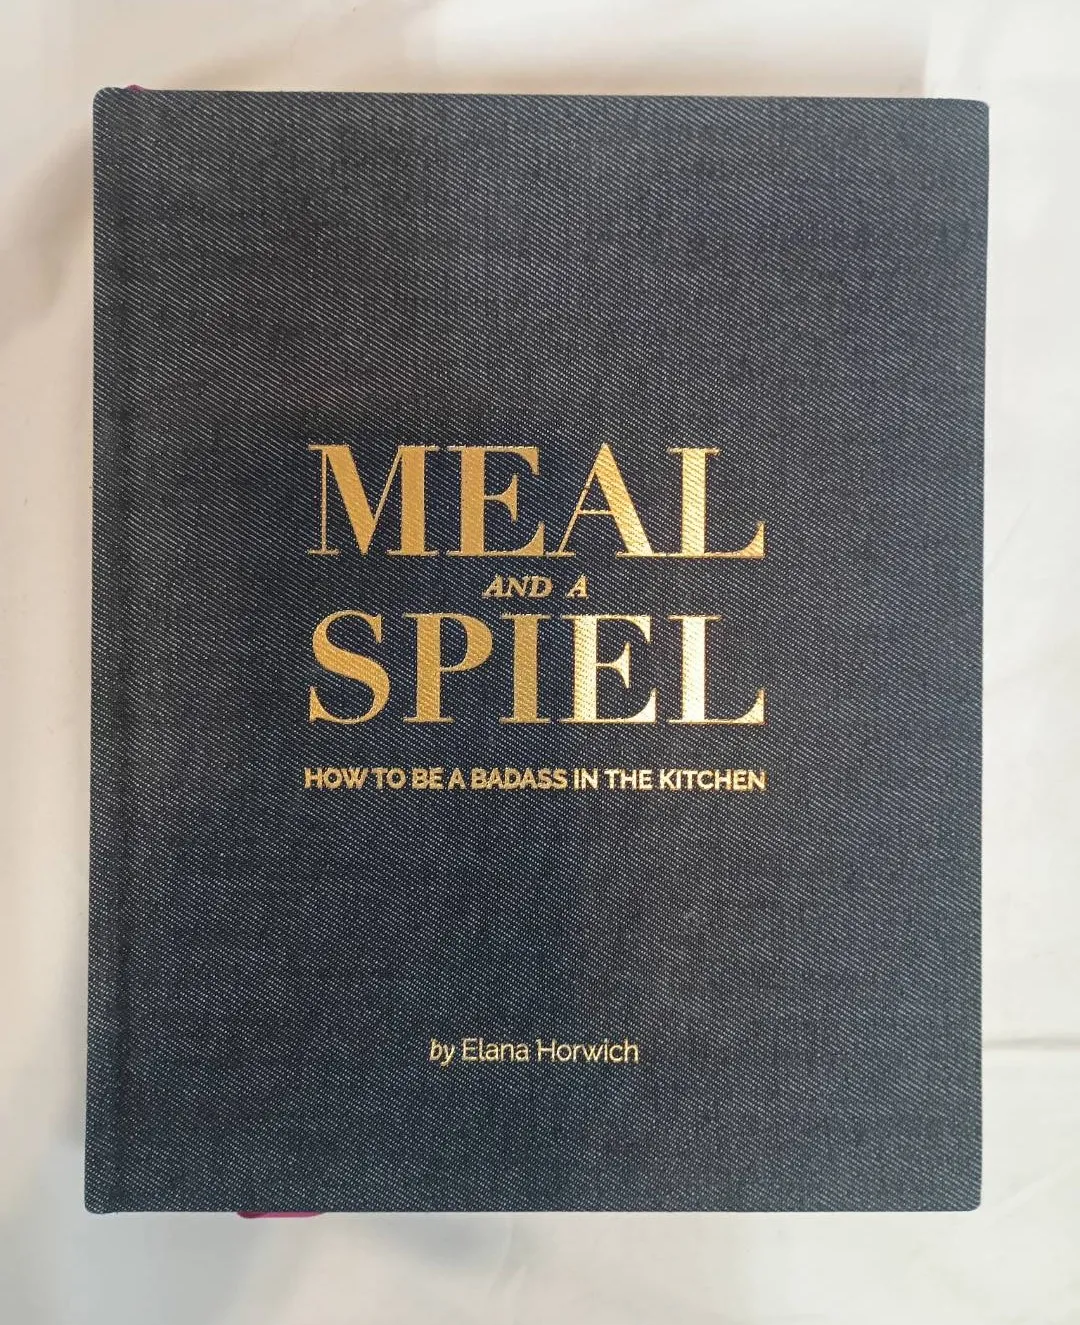 MEAL
AND A
SPIEL
HOW TO BE A BADASS IN THE KITCHEN
by Elana Horwich